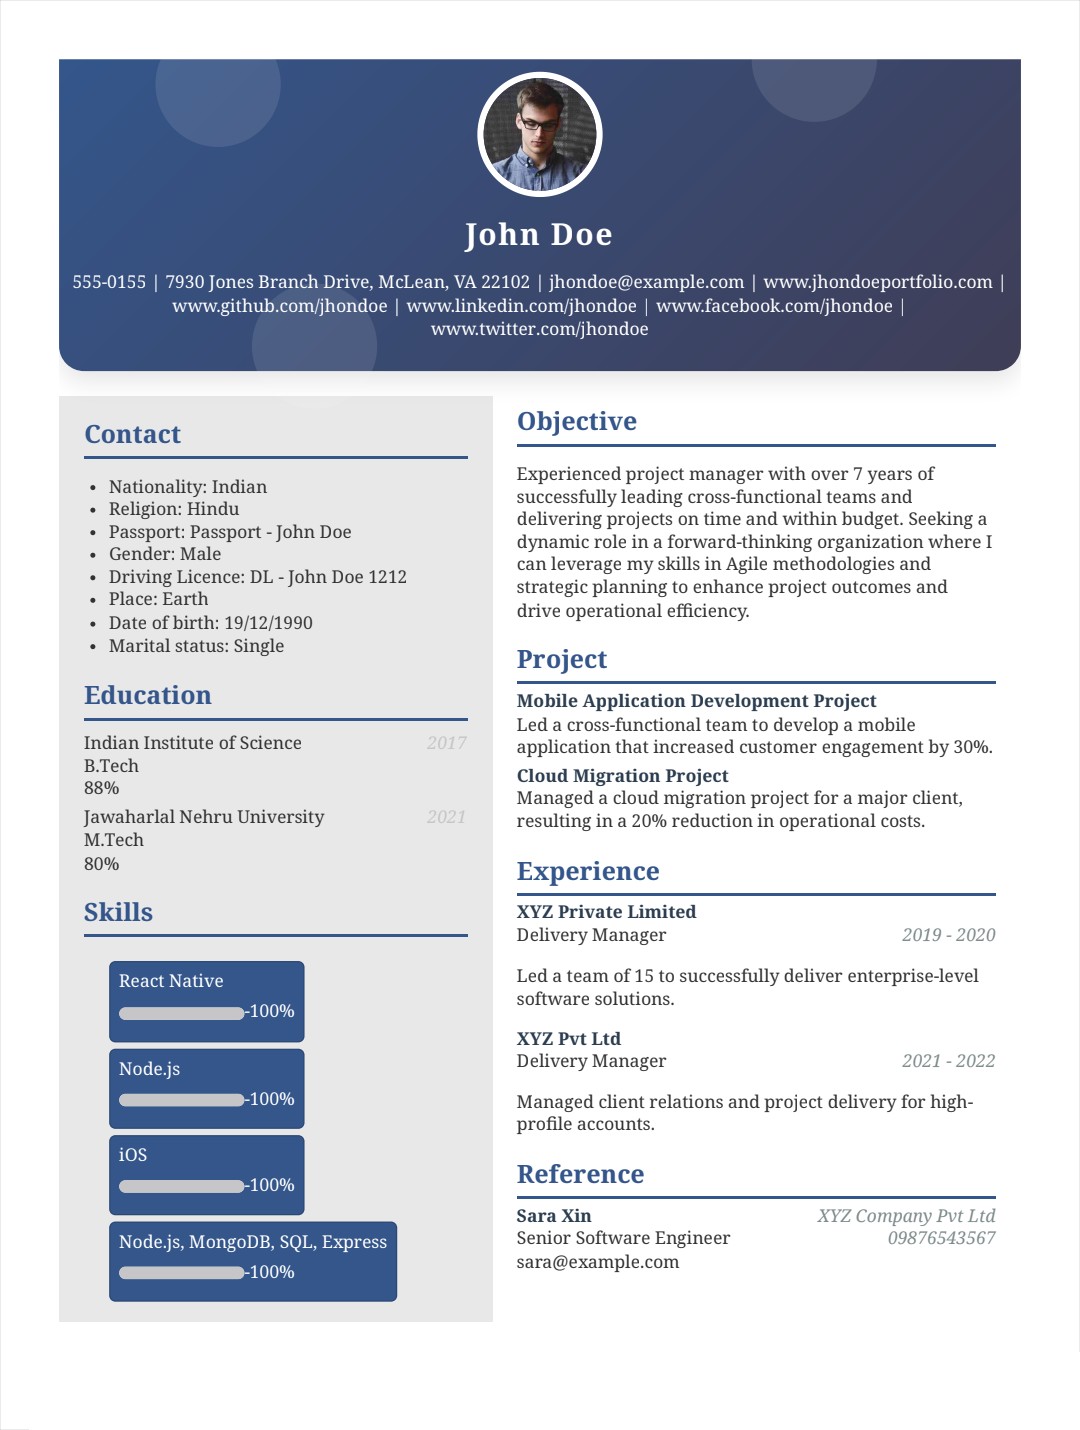 John Doe
555-0155 | 7930 Jones Branch Drive, McLean, VA 22102 | jhondoe@example.com | www.jhondoeportfolio.com |
www.github.com/jhondoe | www.linkedin.com/jhondoe | www.facebook.com/jhondoe |
www.twitter.com/jhondoe
Contact
• Nationality: Indian
• Religion: Hindu
• Passport: Passport - John Doe
• Gender: Male
• Driving Licence: DL - John Doe 1212
• Place: Earth
• Date of birth: 19/12/1990
• Marital status: Single
Education
Indian Institute of Science 2017
B.Tech
88%
Jawaharlal Nehru University 2021
M.Tech
80%
Skills
React Native
-100%
Node.js
-100%
iOS
-100%
Node.js, MongoDB, SQL, Express
-100%
Objective
Experienced project manager with over 7 years of
successfully leading cross-functional teams and
delivering projects on time and within budget. Seeking a
dynamic role in a forward-thinking organization where I
can leverage my skills in Agile methodologies and
strategic planning to enhance project outcomes and
drive operational efficiency.
Project
Mobile Application Development Project
Led a cross-functional team to develop a mobile
application that increased customer engagement by 30%.
Cloud Migration Project
Managed a cloud migration project for a major client,
resulting in a 20% reduction in operational costs.
Experience
XYZ Private Limited
Delivery Manager 2019 - 2020
Led a team of 15 to successfully deliver enterprise-level
software solutions.
XYZ Pvt Ltd
Delivery Manager 2021 - 2022
Managed client relations and project delivery for high-
profile accounts.
Reference
Sara Xin XYZ Company Pvt Ltd
Senior Software Engineer 09876543567
sara@example.com